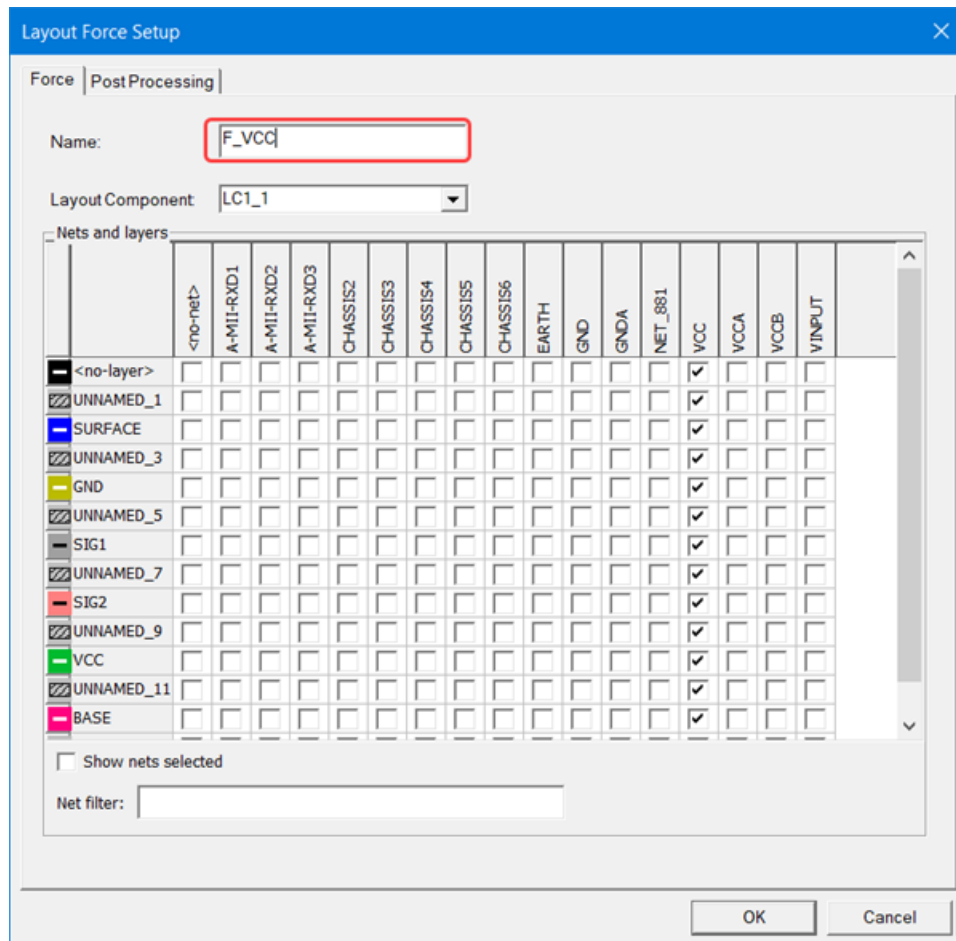 Layout Force Setup
Force Post Processing
Name: F_VCC
Layout Component: LC1_1
Nets and layers
<no-net> A-MII-RXD1 A-MII-RXD2 A-MII-RXD3 CHASSIS2 CHASSIS3 CHASSIS4 CHASSIS5 CHASSIS6 EARTH GND GNDA NET_881 VCC VCCA VCCB VINPUT
<no-layer>
UNNAMED_1
SURFACE
UNNAMED_3
GND
UNNAMED_5
SIG1
UNNAMED_7
SIG2
UNNAMED_9
VCC
UNNAMED_11
BASE
Show nets selected
Net filter:
OK Cancel